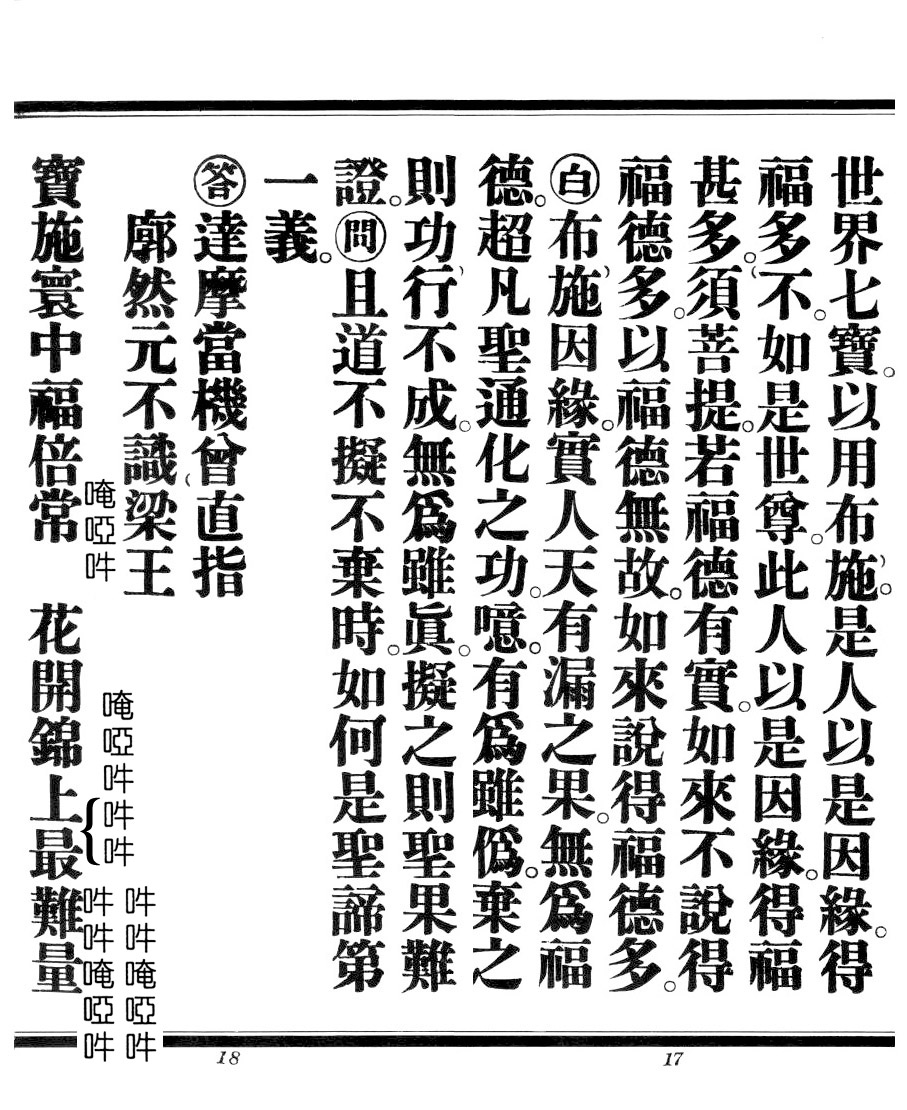 世界七寶。以用布施。是人以是因緣。得
福多不。如是世尊。此人以是因緣。得福
甚多。須菩提。若福德有實。如來不說得
福德多。以福德無故。如來說得福德多。
白布施因緣。實人天有漏之果。無爲福
德。超凡聖通化之功。噫。有爲雖僞。棄之
則功行不成。無爲雖眞。擬之則聖果難
證。問且道不擬不棄時。如何是聖諦第
一義。
答達摩當機曾直指
廓然元不識梁王
寶施寰中福倍常
唵啞吽
花開錦上最難量
唵啞吽吽吽
吽吽唵啞吽
吽吽唵啞吽
18
17